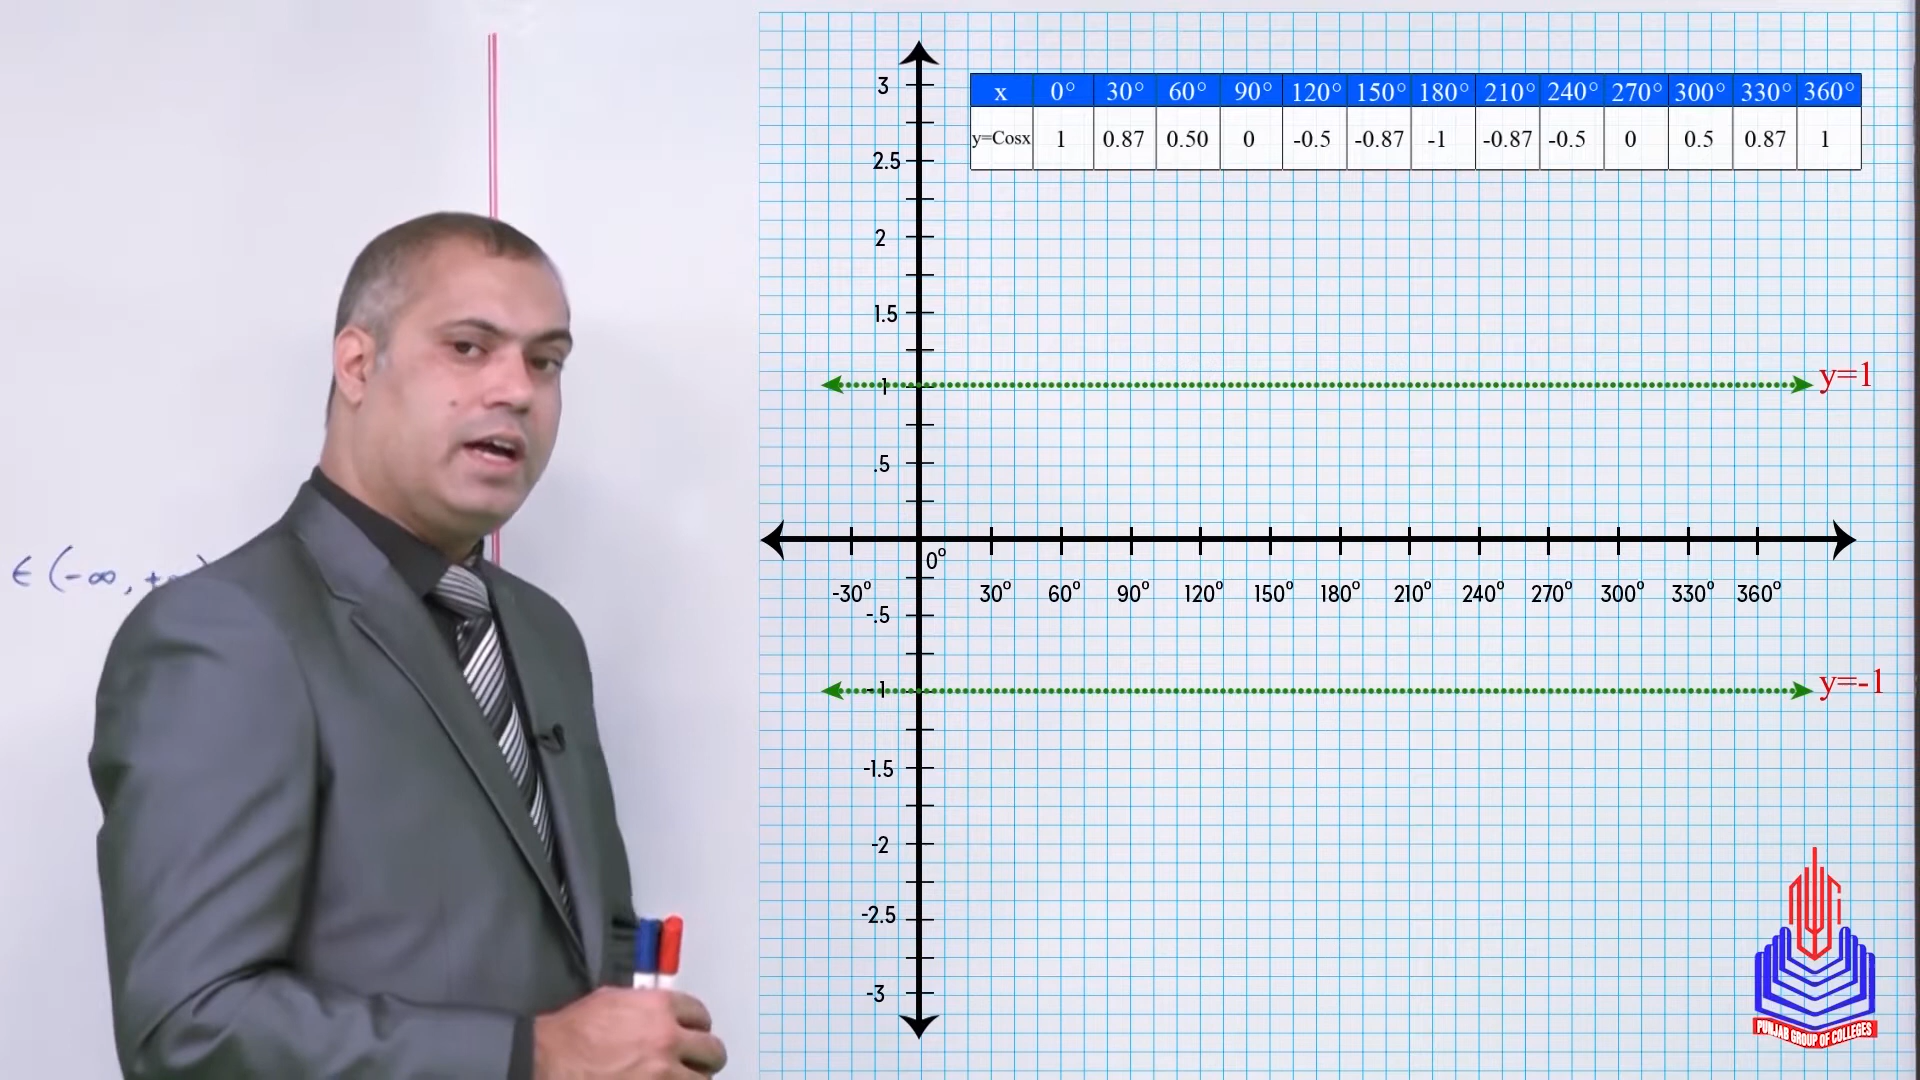 x 0° 30° 60° 90° 120° 150° 180° 210° 240° 270° 300° 330° 360°
y=Cosx 1 0.87 0.50 0 -0.5 -0.87 -1 -0.87 -0.5 0 0.5 0.87 1
3
2.5
2
1.5
1
y=1
.5
0°
-30° 30° 60° 90° 120° 150° 180° 210° 240° 270° 300° 330° 360°
-.5
-1
y=-1
-1.5
-2
-2.5
-3
∈ (-∞, +∞)
PUNJAB GROUP OF COLLEGES